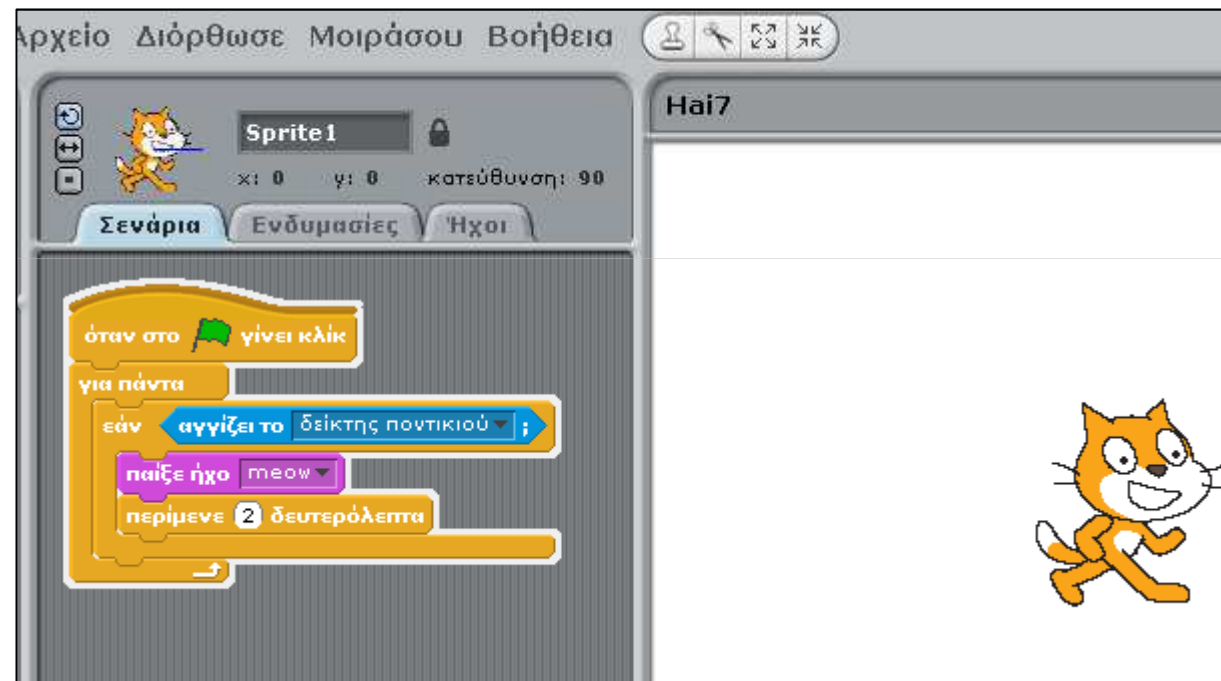 Αρχείο Διόρθωσε Μοιράσου Βοήθεια
Sprite1
x: 0 y: 0 κατεύθυνση: 90
Σενάρια Ενδυμασίες Ήχοι
Hai7
όταν στο γίνει κλίκ
για πάντα
εάν αγγίζει το δείκτης ποντικιού ;
παίξε ήχο meow
περίμενε 2 δευτερόλεπτα